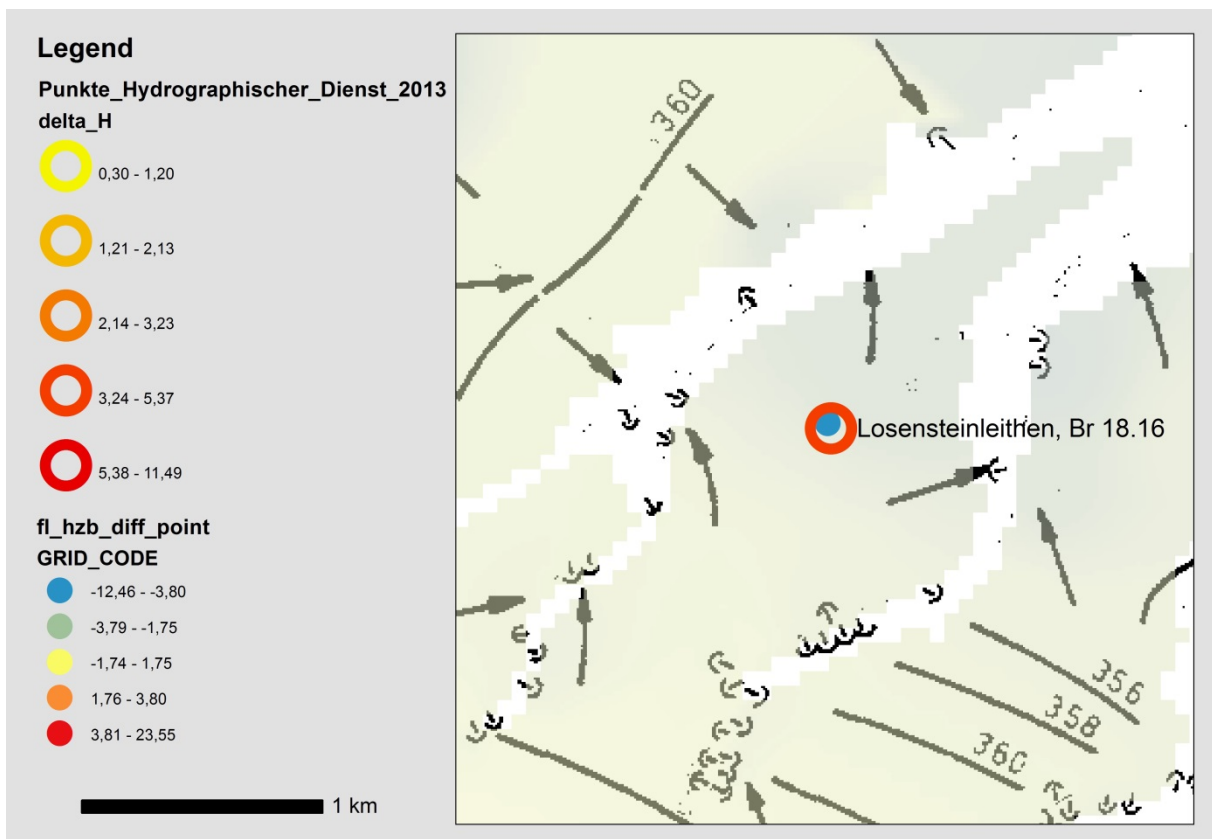 Legend
Punkte_Hydrographischer_Dienst_2013
delta_H
0,30 - 1,20
1,21 - 2,13
2,14 - 3,23
3,24 - 5,37
5,38 - 11,49
fl_hzb_diff_point
GRID_CODE
-12,46 - -3,80
-3,79 - -1,75
-1,74 - 1,75
1,76 - 3,80
3,81 - 23,55
1 km
360
Losensteinleithen, Br 18.16
356
358
360